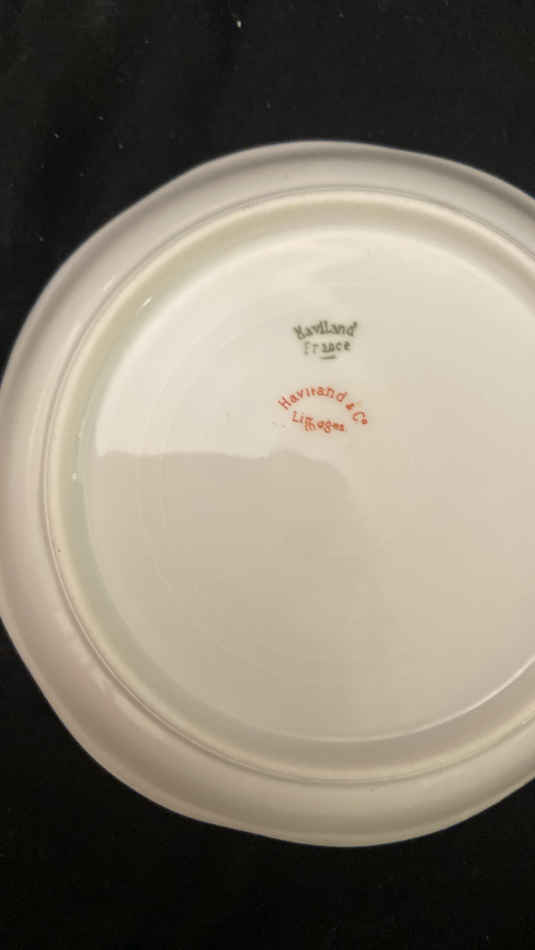 Haviland
France
Haviland & Co
Limoges